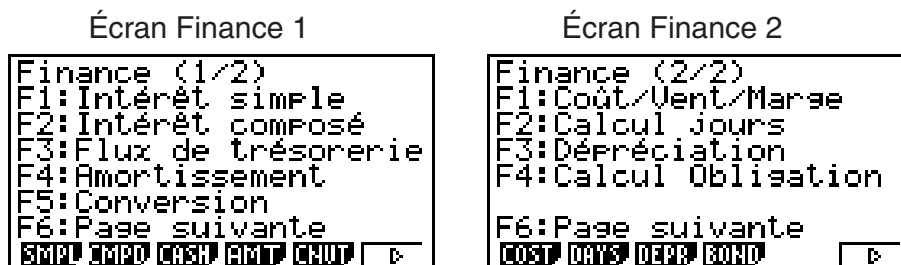 Écran Finance 1
Finance (1/2)
F1:Intérêt simple
F2:Intérêt composé
F3:Flux de trésorerie
F4:Amortissement
F5:Conversion
F6:Page suivante
SMPL CMPD CASH AMT CNVT
Écran Finance 2
Finance (2/2)
F1:Coût/Vent/Marge
F2:Calcul jours
F3:Dépréciation
F4:Calcul Obligation
F6:Page suivante
COST DAYS DEPR BOND